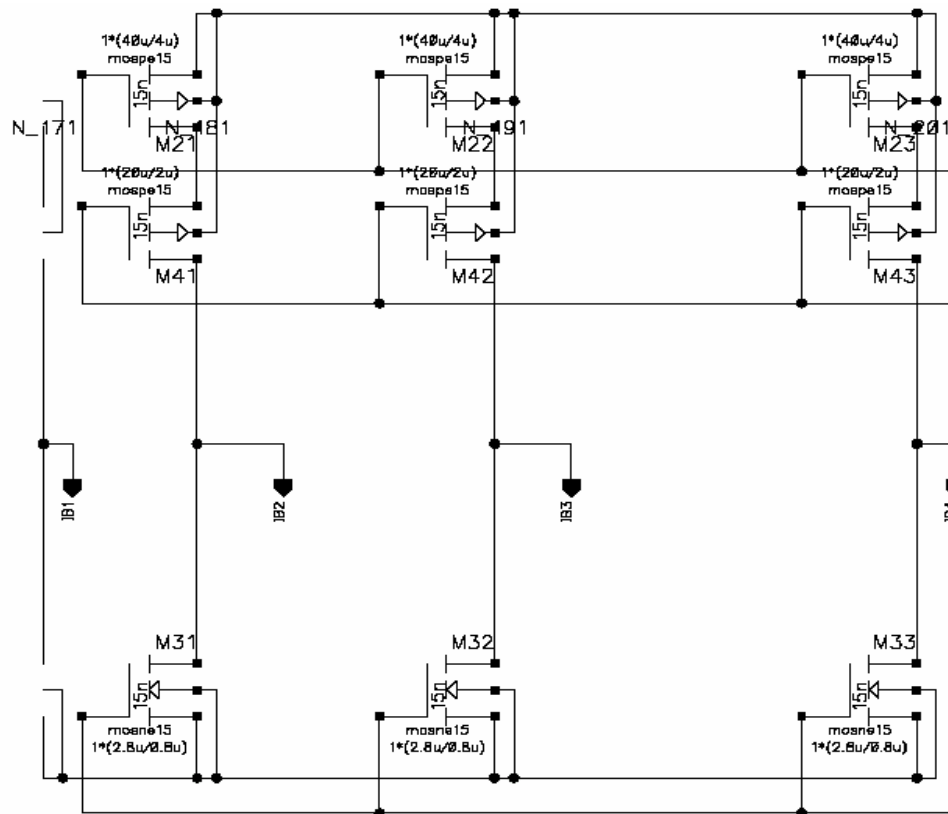 1*(40u/4u)
mospe15
15n
1*(40u/4u)
mospe15
15n
1*(40u/4u)
mospe15
15n
N_171
N_181
N_191
N_201
M21
M22
M23
1*(20u/2u)
mospe15
15n
1*(20u/2u)
mospe15
15n
1*(20u/2u)
mospe15
15n
M41
M42
M43
IB1
IB2
IB3
M31
M32
M33
15n
15n
15n
mosne15
1*(2.8u/0.8u)
mosne15
1*(2.8u/0.8u)
mosne15
1*(2.8u/0.8u)